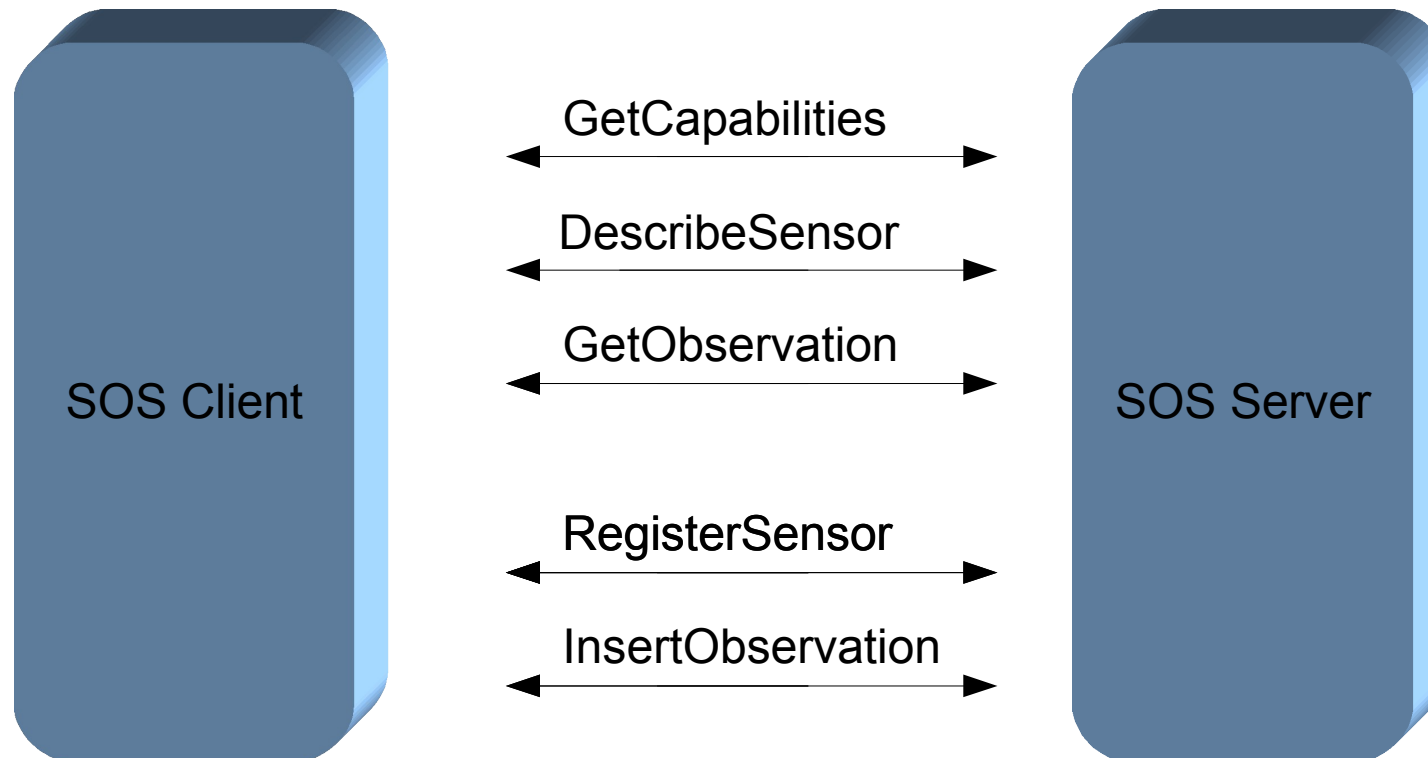 GetCapabilities
DescribeSensor
GetObservation
SOS Client
SOS Server
RegisterSensor
InsertObservation